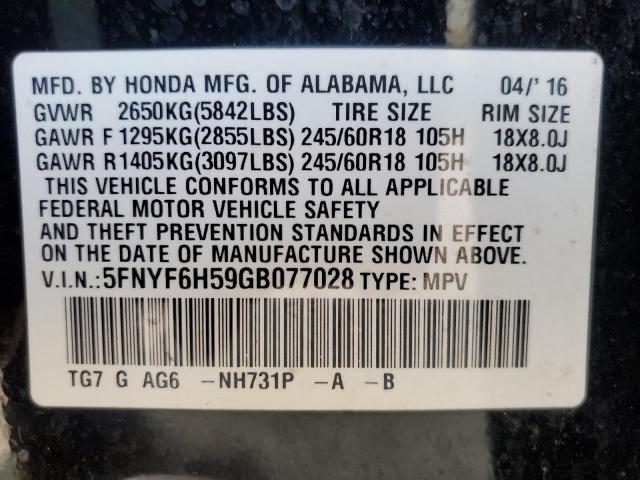 MFD. BY HONDA MFG. OF ALABAMA, LLC 04/'16
GVWR 2650KG(5842LBS) TIRE SIZE RIM SIZE
GAWR F1295KG(2855LBS) 245/60R18 105H 18X8.0J
GAWR R1405KG(3097LBS) 245/60R18 105H 18X8.0J
THIS VEHICLE CONFORMS TO ALL APPLICABLE
FEDERAL MOTOR VEHICLE SAFETY
AND THEFT PREVENTION STANDARDS IN EFFECT
ON THE DATE OF MANUFACTURE SHOWN ABOVE.
V.I.N.:5FNYF6H59GB077028 TYPE: MPV
TG7 G AG6 -NH731P -A -B